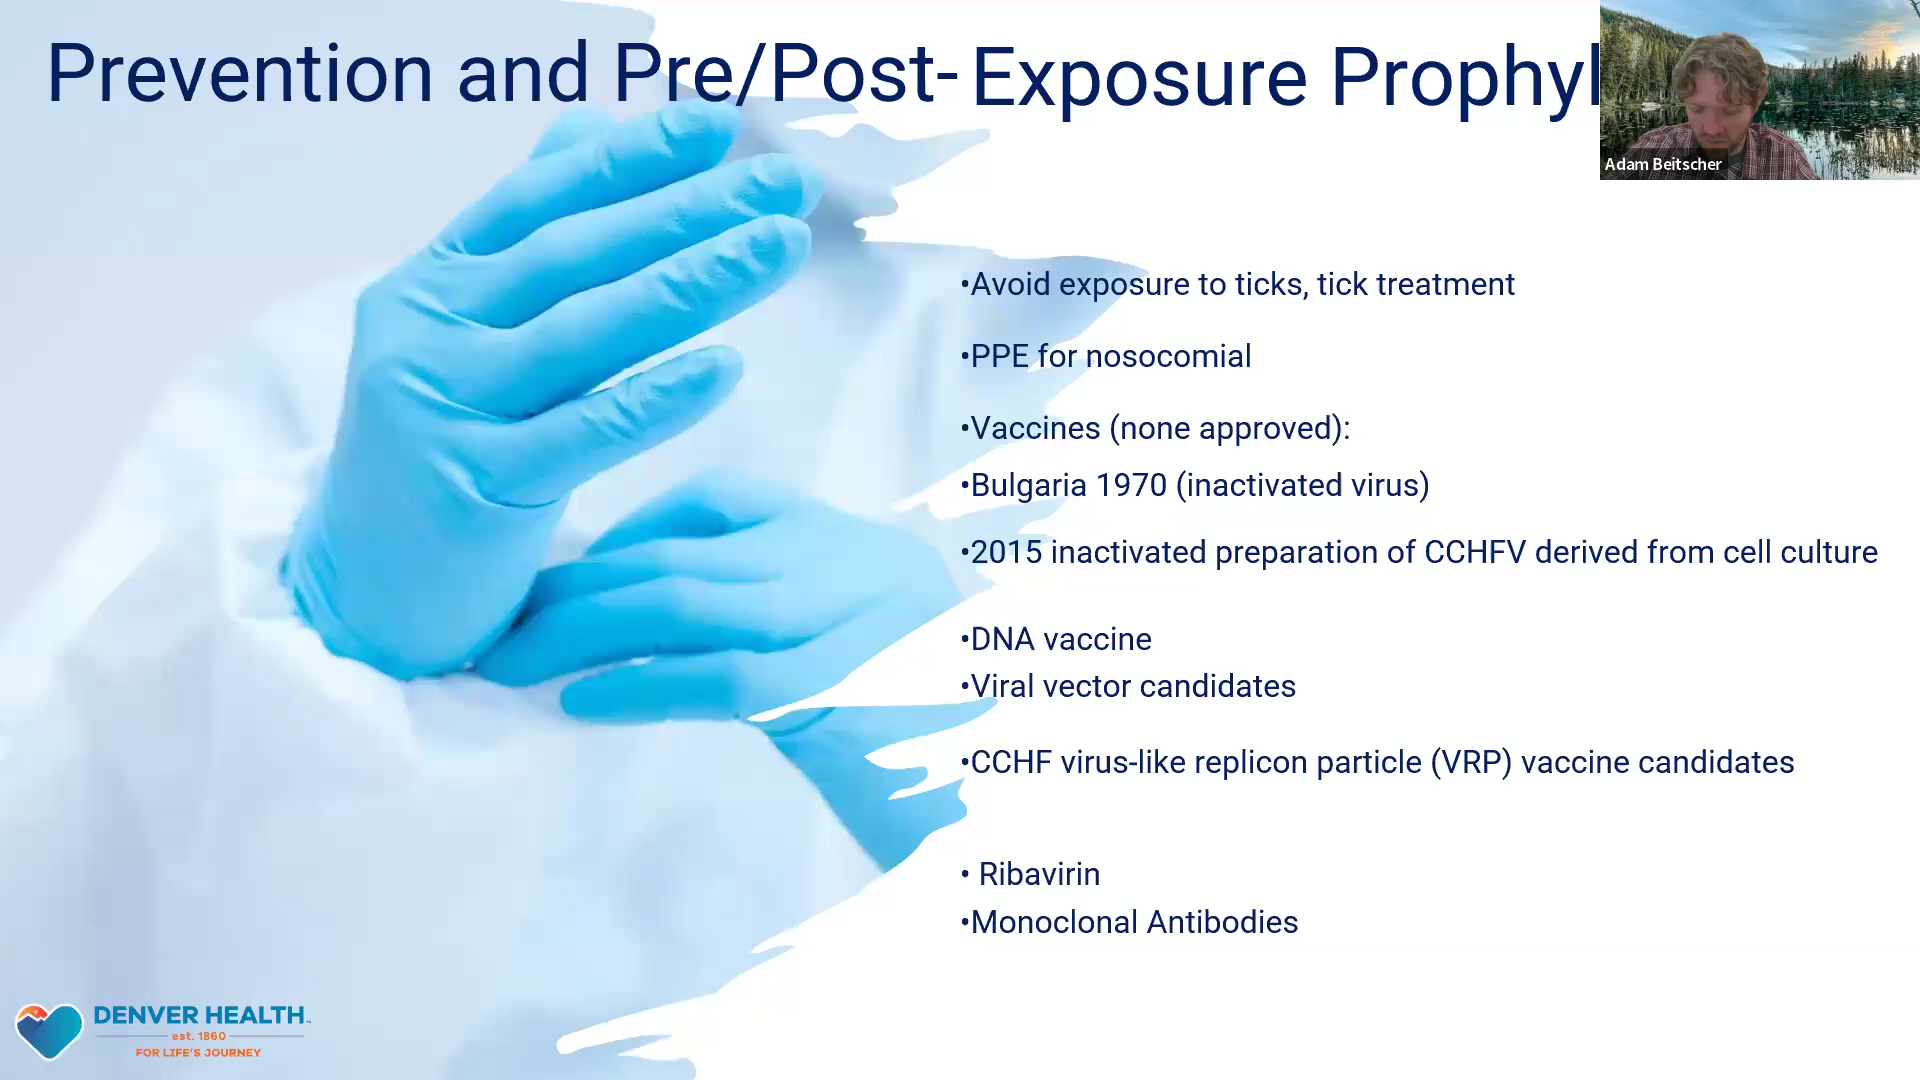 Prevention and Pre/Post-Exposure Prophyl
Adam Beitscher
•Avoid exposure to ticks, tick treatment
•PPE for nosocomial
•Vaccines (none approved):
•Bulgaria 1970 (inactivated virus)
•2015 inactivated preparation of CCHFV derived from cell culture
•DNA vaccine
•Viral vector candidates
•CCHF virus-like replicon particle (VRP) vaccine candidates
• Ribavirin
•Monoclonal Antibodies
DENVER HEALTH
est. 1860
FOR LIFE'S JOURNEY